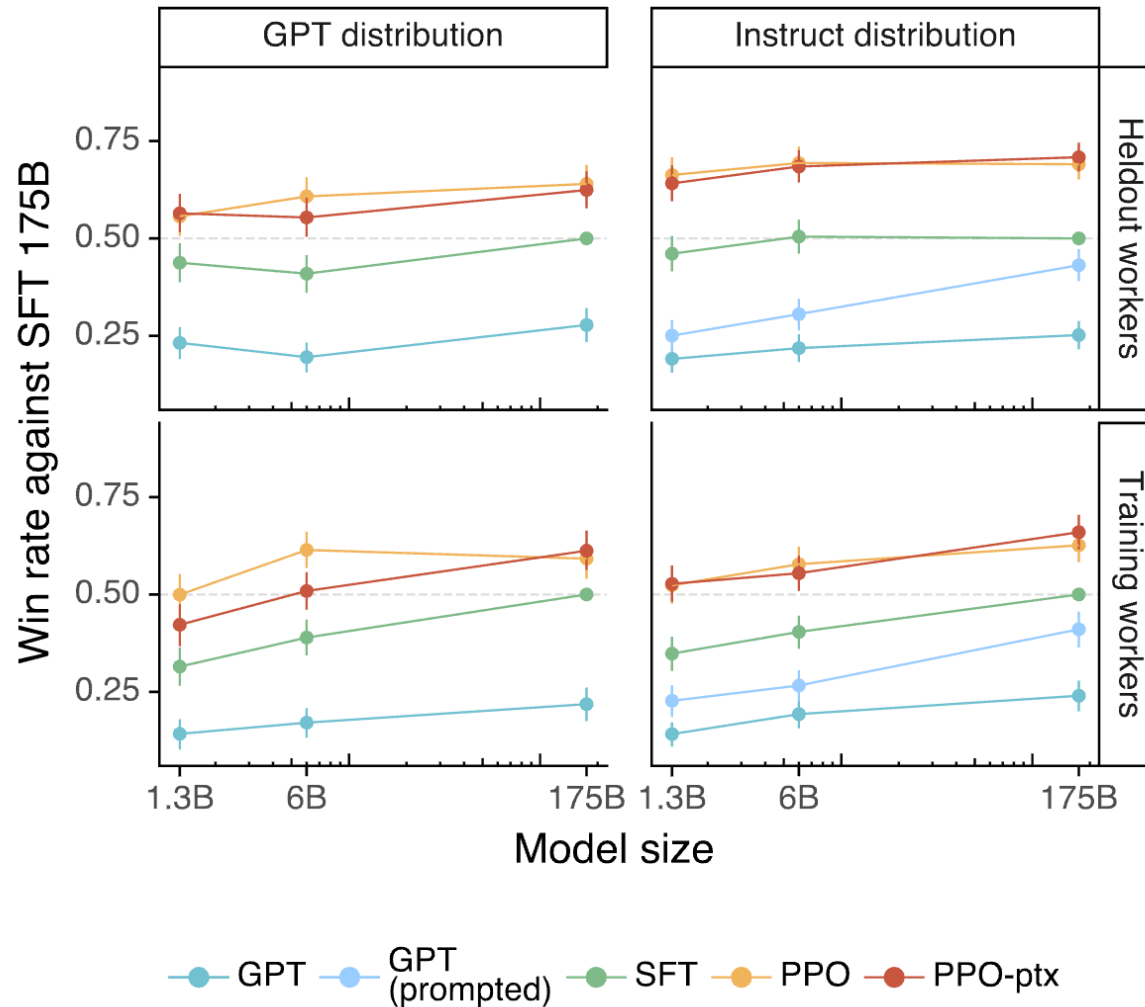 GPT distribution
Instruct distribution
Win rate against SFT 175B
0.75
0.50
0.25
Heldout workers
0.75
0.50
0.25
Training workers
1.3B 6B 175B
1.3B 6B 175B
Model size
GPT
GPT (prompted)
SFT
PPO
PPO-ptx